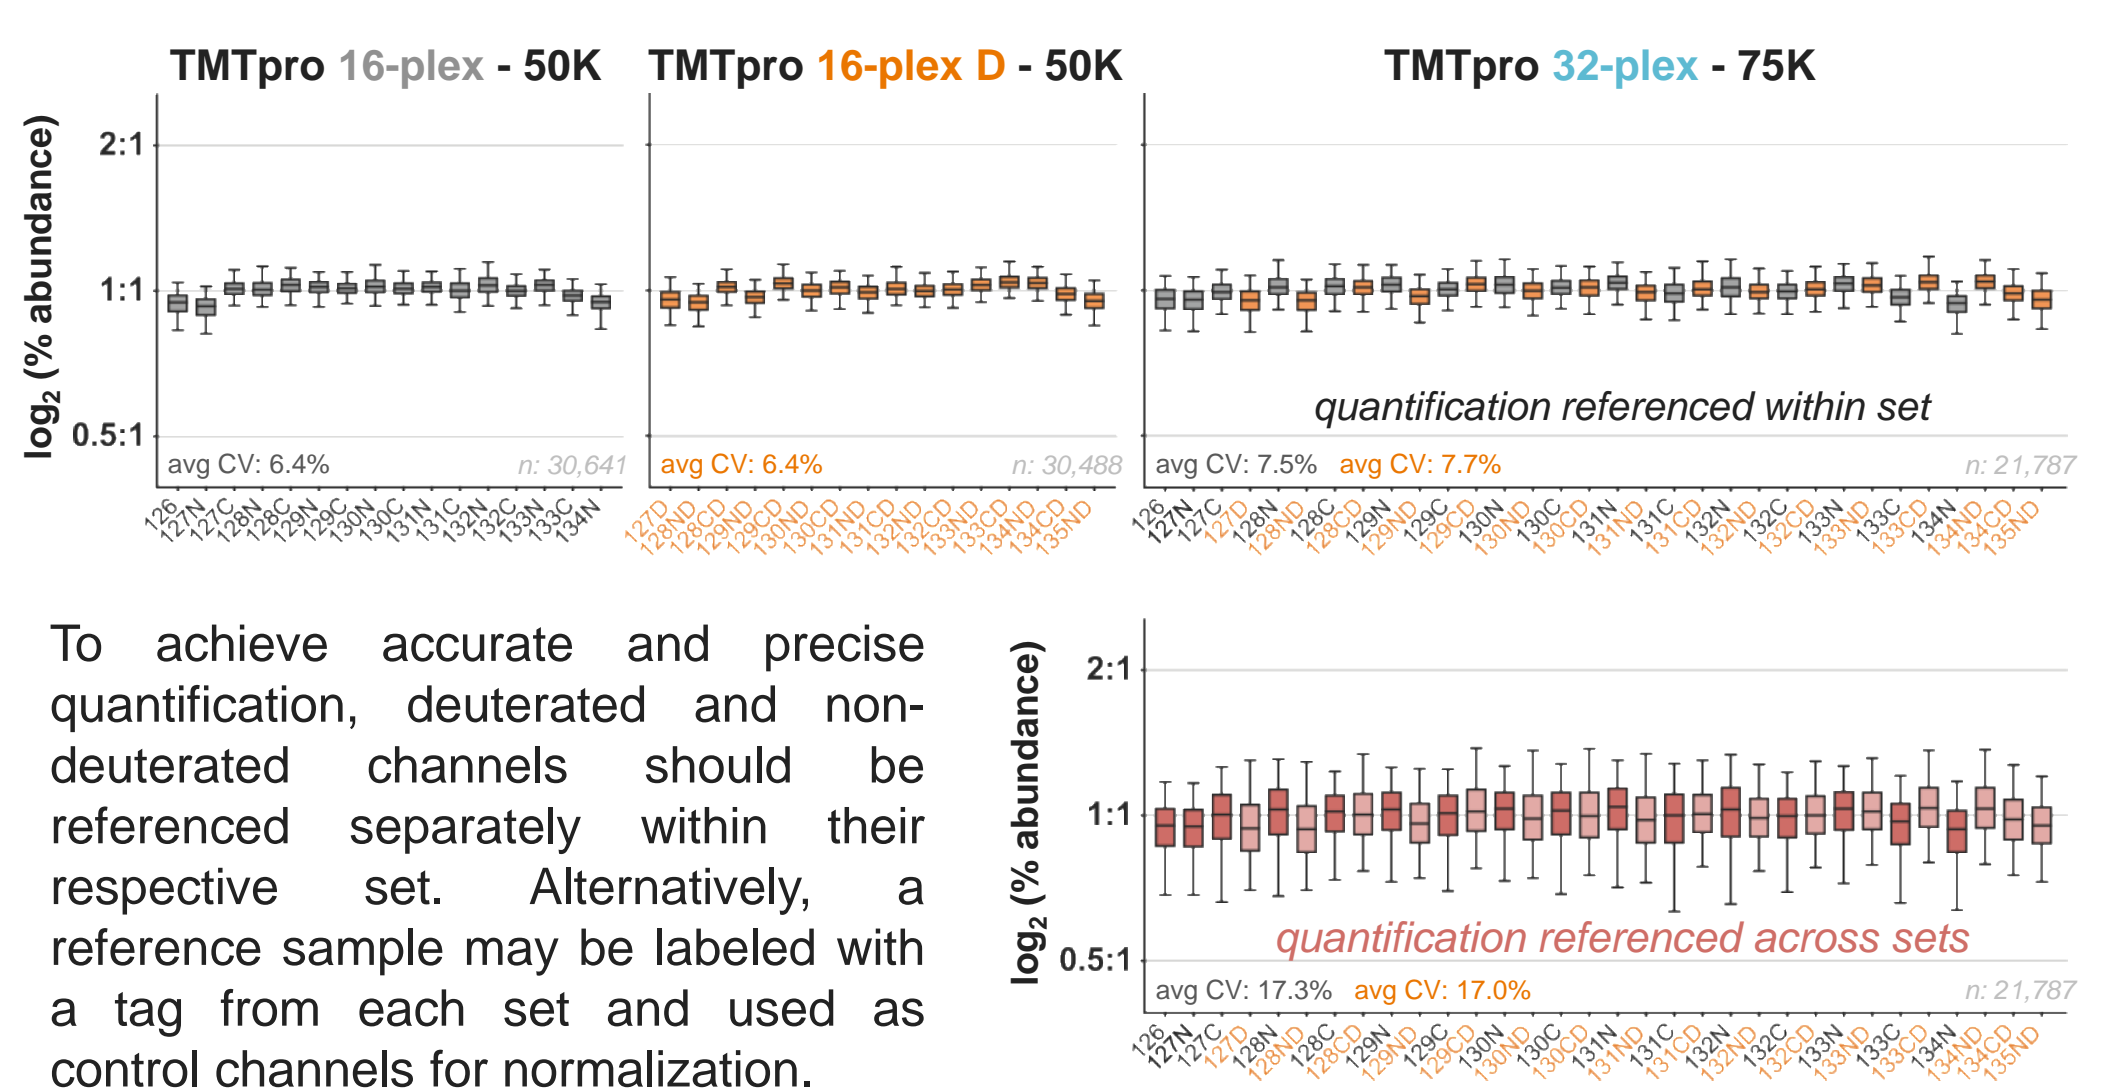 TMTpro 16-plex - 50K
TMTpro 16-plex D - 50K
TMTpro 32-plex - 75K
log2 (% abundance)
2:1
1:1
0.5:1
avg CV: 6.4%
n: 30,641
126 127N 127C 128N 128C 129N 129C 130N 130C 131N 131C 132N 132C 133N 133C 134N
avg CV: 6.4%
n: 30,488
127D 128ND 128CD 129ND 129CD 130ND 130CD 131ND 131CD 132ND 132CD 133ND 133CD 134ND 134CD 135ND
quantification referenced within set
avg CV: 7.5% avg CV: 7.7%
n: 21,787
126 127N 127C 127D 128N 128ND 128C 128CD 129N 129ND 129C 129CD 130N 130ND 130C 130CD 131N 131ND 131C 131CD 132N 132ND 132C 132CD 133N 133ND 133C 133CD 134N 134ND 134CD 135ND
To achieve accurate and precise
quantification, deuterated and non-
deuterated channels should be
referenced separately within their
respective set. Alternatively, a
reference sample may be labeled with
a tag from each set and used as
control channels for normalization.
log2 (% abundance)
2:1
1:1
0.5:1
quantification referenced across sets
avg CV: 17.3% avg CV: 17.0%
n: 21,787
126 127N 127C 127D 128N 128ND 128C 128CD 129N 129ND 129C 129CD 130N 130ND 130C 130CD 131N 131ND 131C 131CD 132N 132ND 132C 132CD 133N 133ND 133C 133CD 134N 134ND 134CD 135ND